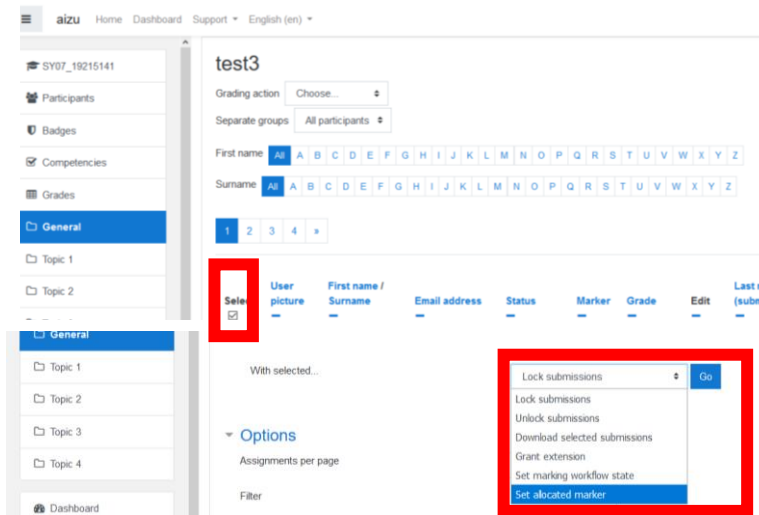 aizu Home Dashboard Support English (en)
SY07_19215141
Participants
Badges
Competencies
Grades
General
Topic 1
Topic 2
test3
Grading action Choose...
Separate groups All participants
First name All A B C D E F G H I J K L M N O P Q R S T U V W X Y Z
Surname All A B C D E F G H I J K L M N O P Q R S T U V W X Y Z
1 2 3 4 »
Select User picture First name / Surname Email address Status Marker Grade Edit Last
General
Topic 1
Topic 2
Topic 3
Topic 4
Dashboard
With selected...
Lock submissions Go
Lock submissions
Unlock submissions
Download selected submissions
Grant extension
Set marking workflow state
Set allocated marker
Options
Assignments per page
Filter